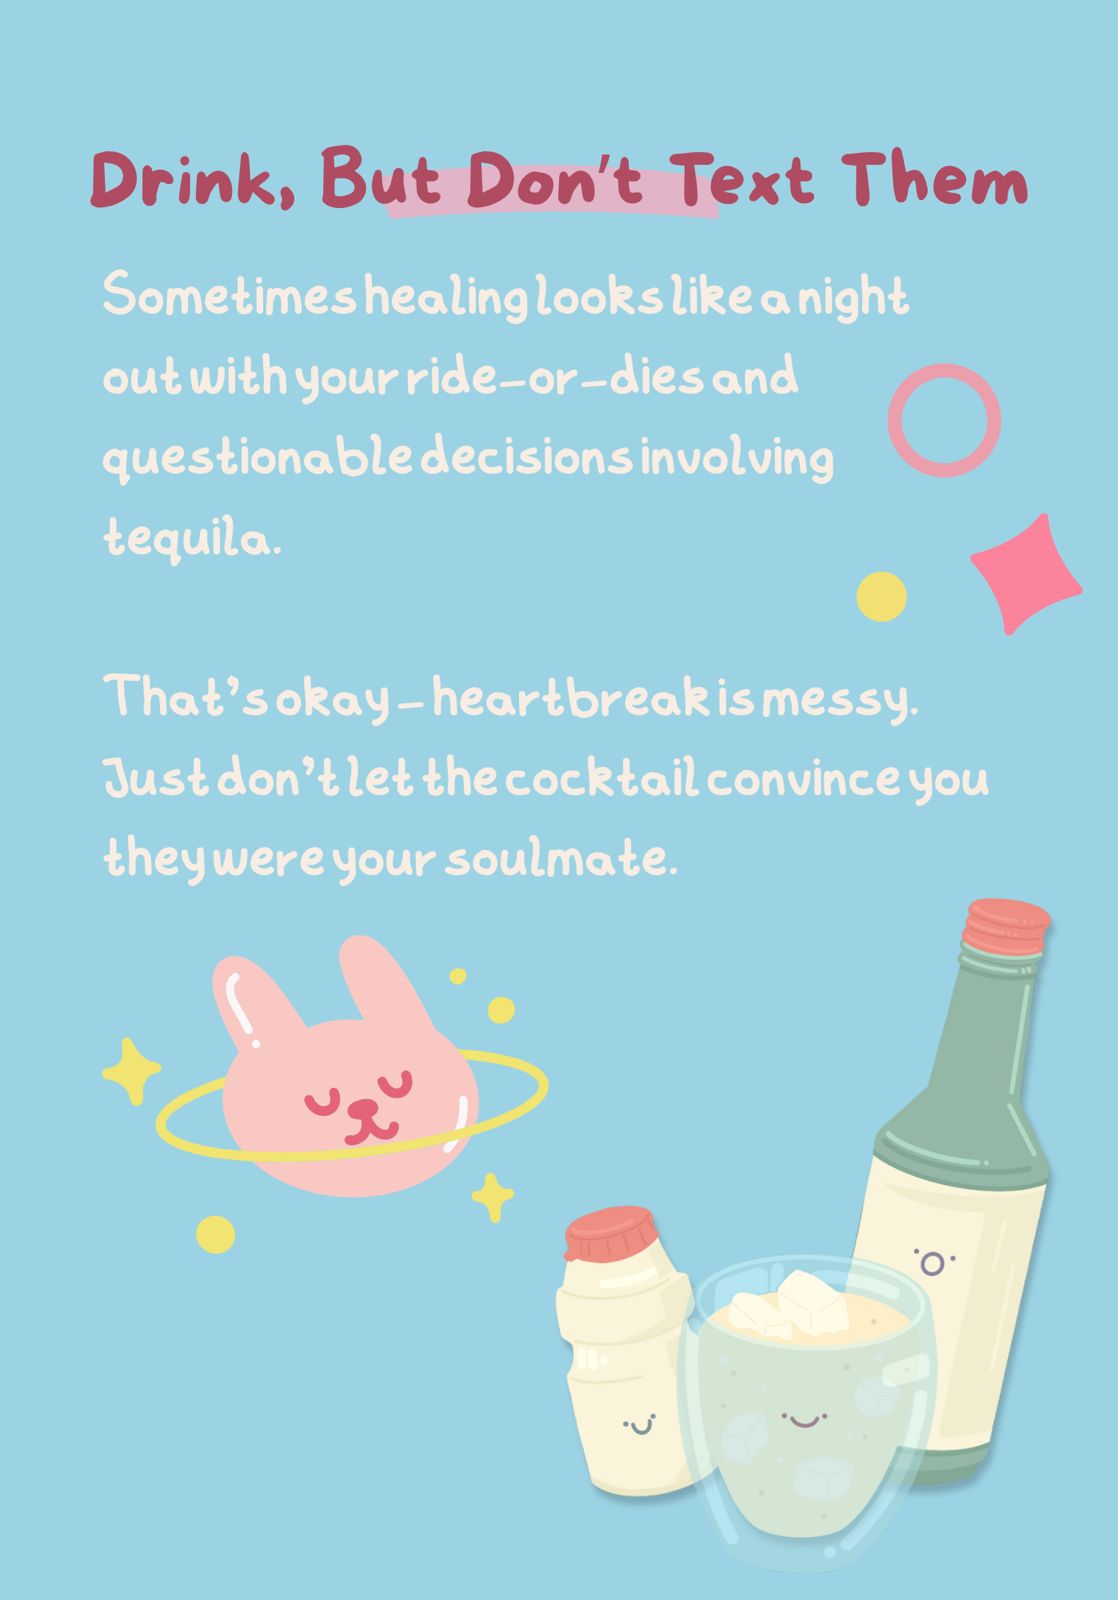 Drink, But Don't Text Them
Sometimes healing looks like a night
out with your ride-or-dies and
questionable decisions involving
tequila.
That’s okay – heartbreak is messy.
Just don’t let the cocktail convince you
they were your soulmate.